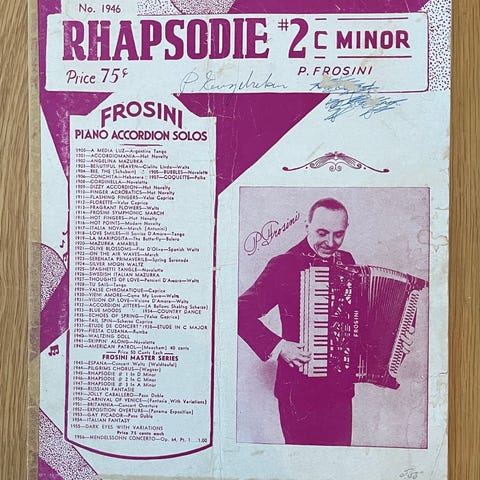 No. 1946
RHAPSODIE #2 C MINOR
Price 75¢
P. FROSINI
FROSINI
PIANO ACCORDION SOLOS
1900—A MEDIA LUZ—Argentine Tango
1901—ACCORDIOMANIA—Hot Novelty
1902—ANGELINA MAZURKA
1903—BEAUTIFUL HEAVEN—Cielito Lindo—Waltz
1904—BEE, THE (Schubert) 1905—BUBBLES—Novelette
1906—CONCHITA—Habanera 1907—COQUETTE—Polka
1908—CORDINELLA—Novelette
1909—DIZZY ACCORDION—Hot Novelty
1910—FINGER ACROBATICS—Hot Novelty
1911—FLASHING FINGERS—Valse Caprice
1912—FLORETTE—Valse Caprice
1913—FRAGRANT FLOWERS—Waltz
1914—FROSINI SYMPHONIC MARCH
1915—HOT FINGERS—Hot Novelty
1916—HOT POINTS—Modern Novelty
1917—ITALIA NOVA—March (Antonini)
1918—LOVE SMILES—Il Sorriso D'Amore—Tango
1919—LA MARIPOSITA—The Butterfly—Bolero
1920—MAZURKA AMABILE
1921—OLIVE BLOSSOMS—Fior D'Olivo—Spanish Waltz
1922—ON THE AIR WAVES—March
1923—SERENATA PRIMAVERILE—Spring Serenade
1924—SILVER MOON WALTZ
1925—SPAGHETTI TANGLE—Novelette
1926—SWEDISH ITALIAN MAZURKA
1927—THOUGHTS OF LOVE—Pensieri D'Amore—Waltz
1928—TU SAIS—Tango
1929—VALSE CHROMATIQUE—Caprice
1930—VIENI AMORE—Come My Love—Waltz
1931—VISION OF LOVE—Visione D'Amore—Waltz
1932—ACCORDION JITTERS—(A Bellows Shaking Scherzo)
1933—BLUE MOODS 1934—COUNTRY DANCE
1935—ECHOES OF SPRING—(Valse Caprice)
1936—TAIL SPIN—Scherzo Caprice
1937—ETUDE DE CONCERT 1938—ETUDE IN C MAJOR
1939—FIESTA CUBANA—Rumba
1940—WALTZING DOLL
1941—SKIPPIN' ALONG—Novelette
1942—AMERICAN PATROL—(Meacham) 40 cents
Price 50 Cents Each
FROSINI MASTER SERIES
1943—ESPANA—Concert Waltz (Waldteufel)
1944—PILGRIMS CHORUS—(Wagner)
1945—RHAPSODIE # 1 in D Minor
1946—RHAPSODIE # 2 in C Minor
1947—RHAPSODIE # 3 in A Minor
1948—RUSSIAN FANTASIE
1949—JOLLY CABALLERO—Paso Doble
1950—CARNIVAL OF VENICE—(Fantasia With Variations)
1951—BRITANNIA—Concert Overture
1952—EXPOSITION OVERTURE—(Panama Exposition)
1953—GAY PICADOR—Paso Doble
1954—ITALIAN FANTASY
1955—DARK EYES WITH VARIATIONS
Price 75 cents each
1956—MENDELSSOHN CONCERTO—Op. 64, Pt. 1 1.00
P. Frosini
FROSINI